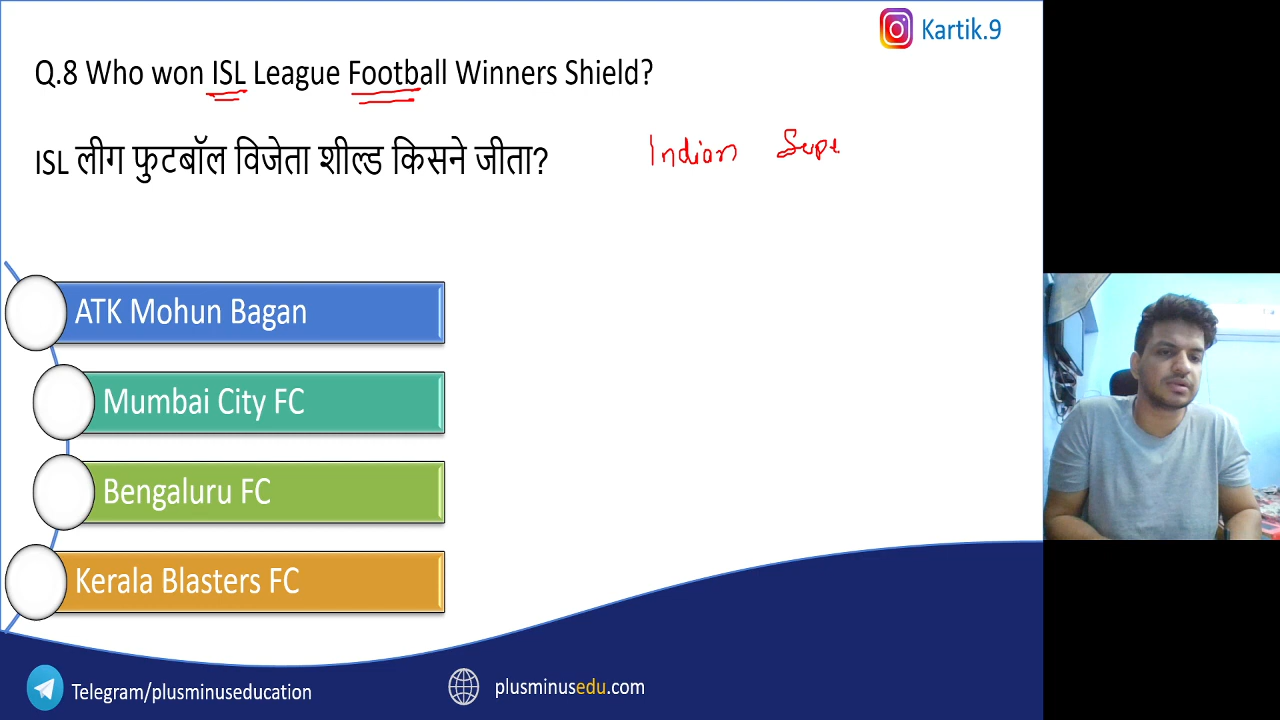 Kartik.9
Q.8 Who won ISL League Football Winners Shield?
ISL लीग फुटबॉल विजेता शील्ड किसने जीता?
Indian Supe
ATK Mohun Bagan
Mumbai City FC
Bengaluru FC
Kerala Blasters FC
Telegram/plusminuseducation
plusminusedu.com